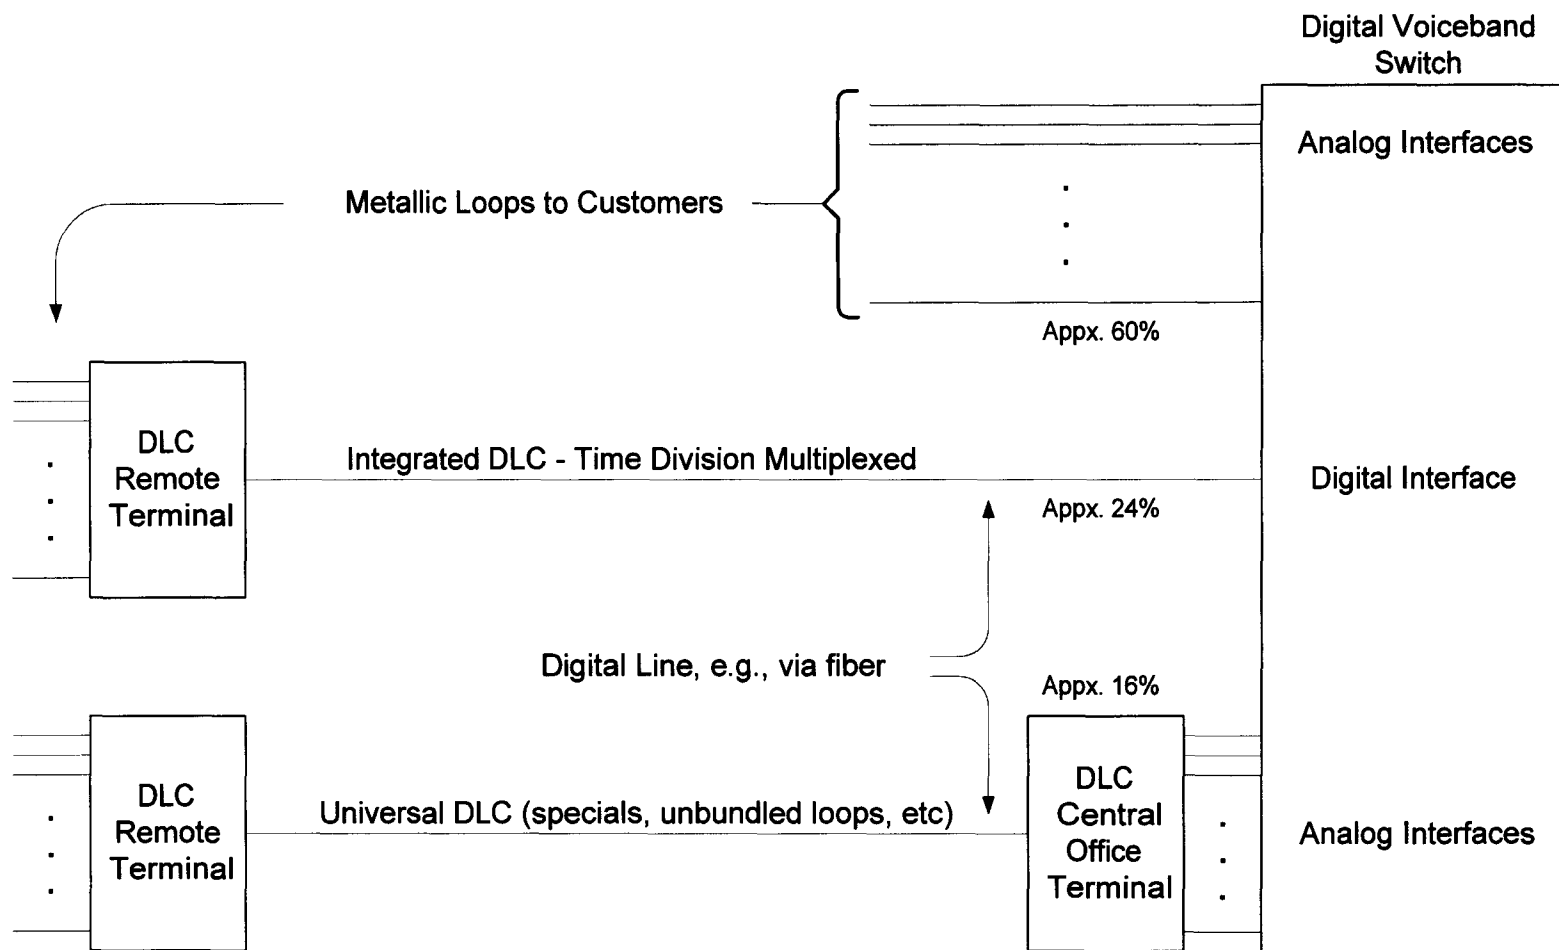 Digital Voiceband
Switch
Analog Interfaces
Metallic Loops to Customers
Appx. 60%
DLC
Remote
Terminal
Integrated DLC - Time Division Multiplexed
Appx. 24%
Digital Interface
Digital Line, e.g., via fiber
Appx. 16%
DLC
Remote
Terminal
Universal DLC (specials, unbundled loops, etc)
DLC
Central
Office
Terminal
Analog Interfaces